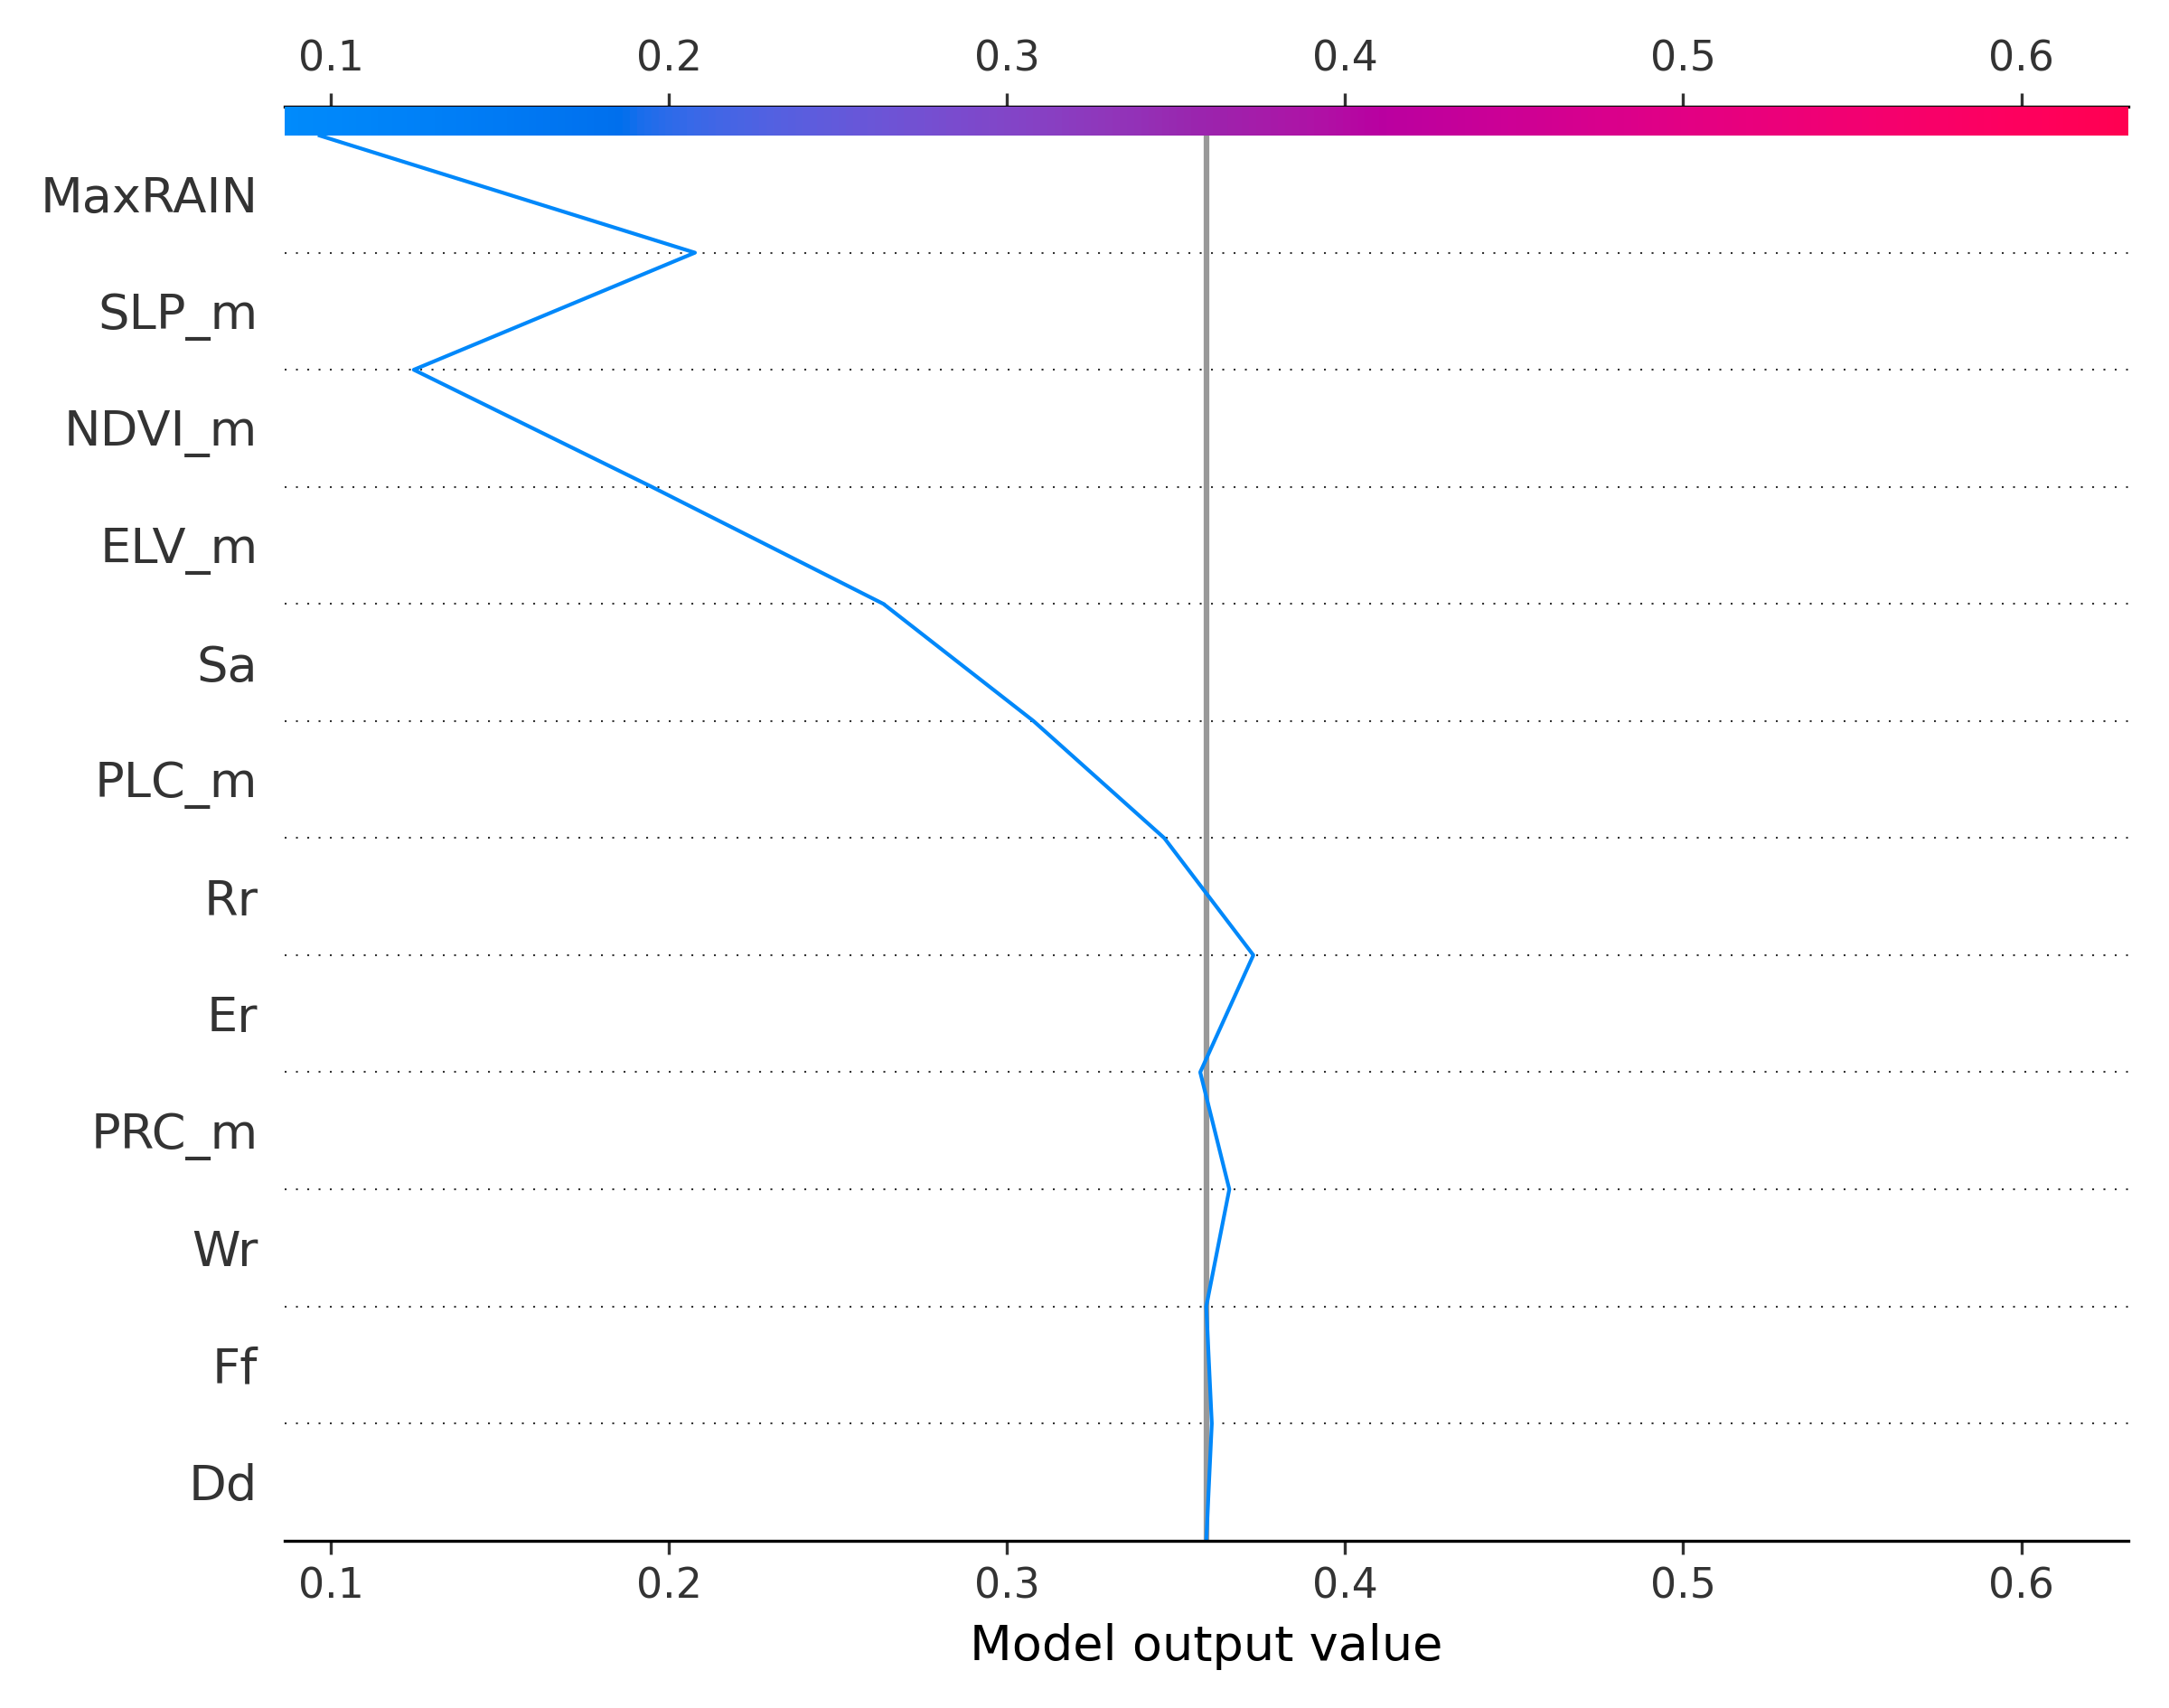 0.1 0.2 0.3 0.4 0.5 0.6
MaxRAIN
SLP_m
NDVI_m
ELV_m
Sa
PLC_m
Rr
Er
PRC_m
Wr
Ff
Dd
0.1 0.2 0.3 0.4 0.5 0.6
Model output value